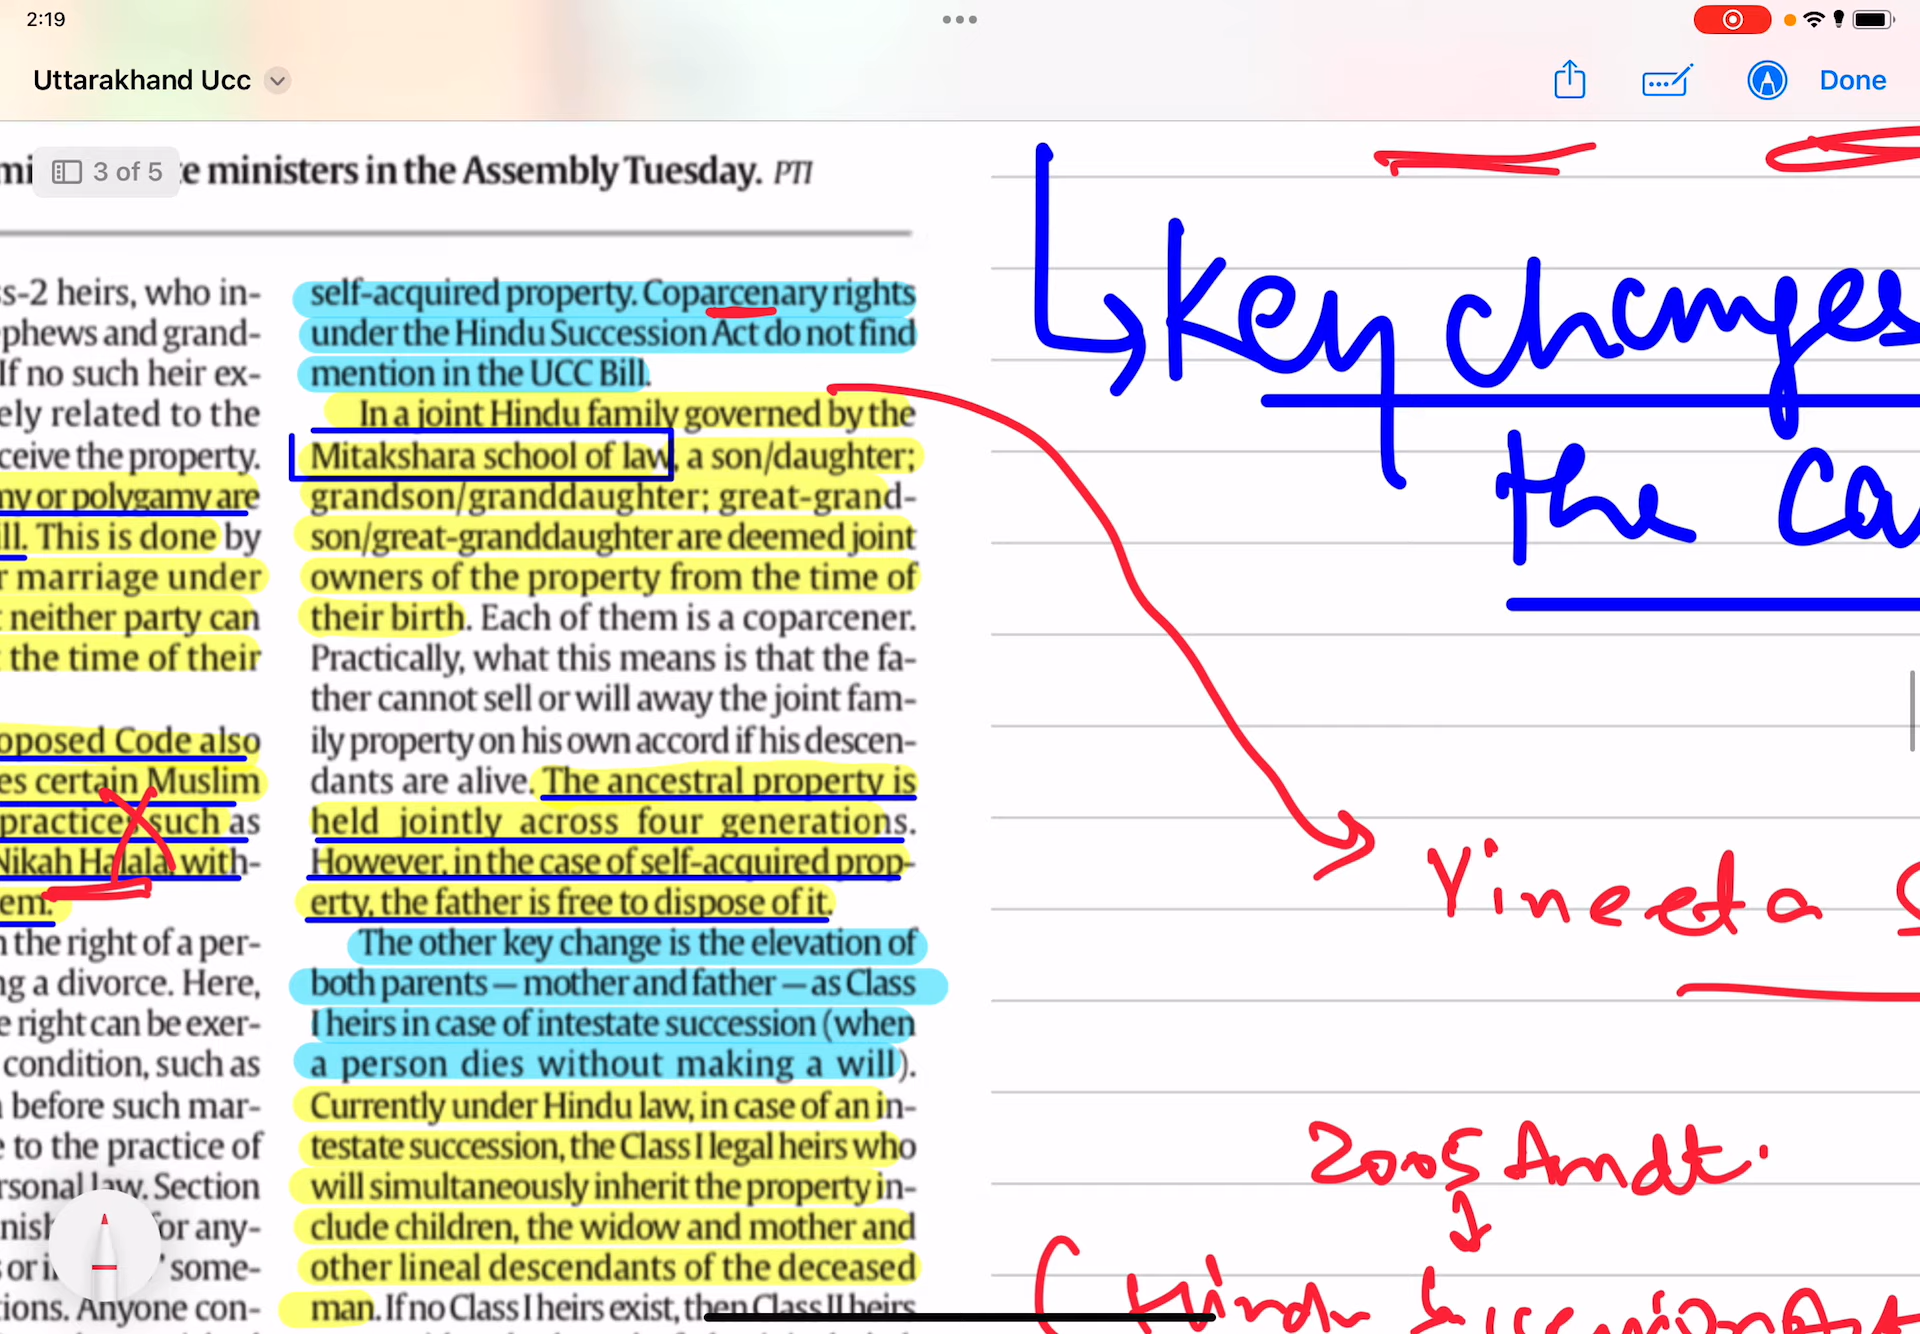 2:19
Uttarakhand Ucc
Done
3 of 5
e ministers in the Assembly Tuesday. PTI
s-2 heirs, who in-
phews and grand-
If no such heir ex-
ely related to the
ceive the property.
my or polygamy are
ll. This is done by
r marriage under
neither party can
the time of their
oposed Code also
es certain Muslim
practices such as
Nikah Halala, with-
em.
n the right of a per-
ng a divorce. Here,
e right can be exer-
condition, such as
before such mar-
e to the practice of
rsonal law. Section
for any-
some-
ions. Anyone con-
self-acquired property. Coparcenary rights
under the Hindu Succession Act do not find
mention in the UCC Bill.
In a joint Hindu family governed by the
Mitakshara school of law, a son/daughter;
grandson/granddaughter; great-grand-
son/great-granddaughter are deemed joint
owners of the property from the time of
their birth. Each of them is a coparcener.
Practically, what this means is that the fa-
ther cannot sell or will away the joint fam-
ily property on his own accord if his descen-
dants are alive. The ancestral property is
held jointly across four generations.
However, in the case of self-acquired prop-
erty, the father is free to dispose of it.
The other key change is the elevation of
both parents — mother and father — as Class
I heirs in case of intestate succession (when
a person dies without making a will).
Currently under Hindu law, in case of an in-
testate succession, the Class I legal heirs who
will simultaneously inherit the property in-
clude children, the widow and mother and
other lineal descendants of the deceased
man. If no Class I heirs exist, then Class II heirs
Key changes
the Ca
Vineeta S
2005 Amdt.
(Hindu Succession Act